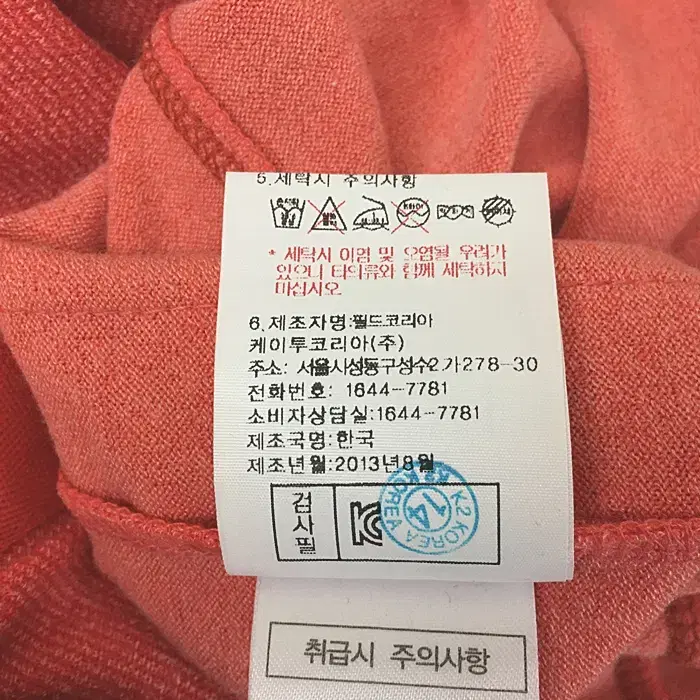 5.세탁시 주의사항
* 세탁시 이염 및 오염될 우려가
있으니 타의류와 함께 세탁하지
마십시오.
6.제조자명:필드코리아
케이투코리아(주)
주소: 서울시성동구성수2가278-30
전화번호: 1644-7781
소비자상담실:1644-7781
제조국명:한국
제조년월:2013년8월
검사필
K2 KOREA
14
K2 KOREA
취급시 주의사항